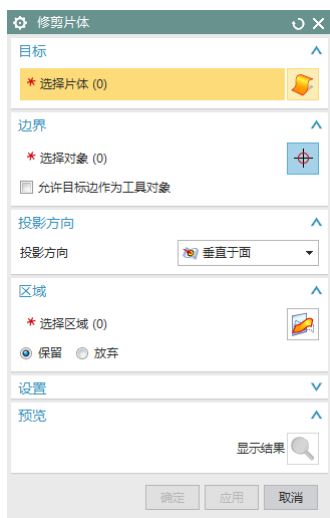 修剪片体
目标
* 选择片体 (0)
边界
* 选择对象 (0)
允许目标边作为工具对象
投影方向
投影方向 垂直于面
区域
* 选择区域 (0)
保留 放弃
设置
预览
显示结果
确定 应用 取消